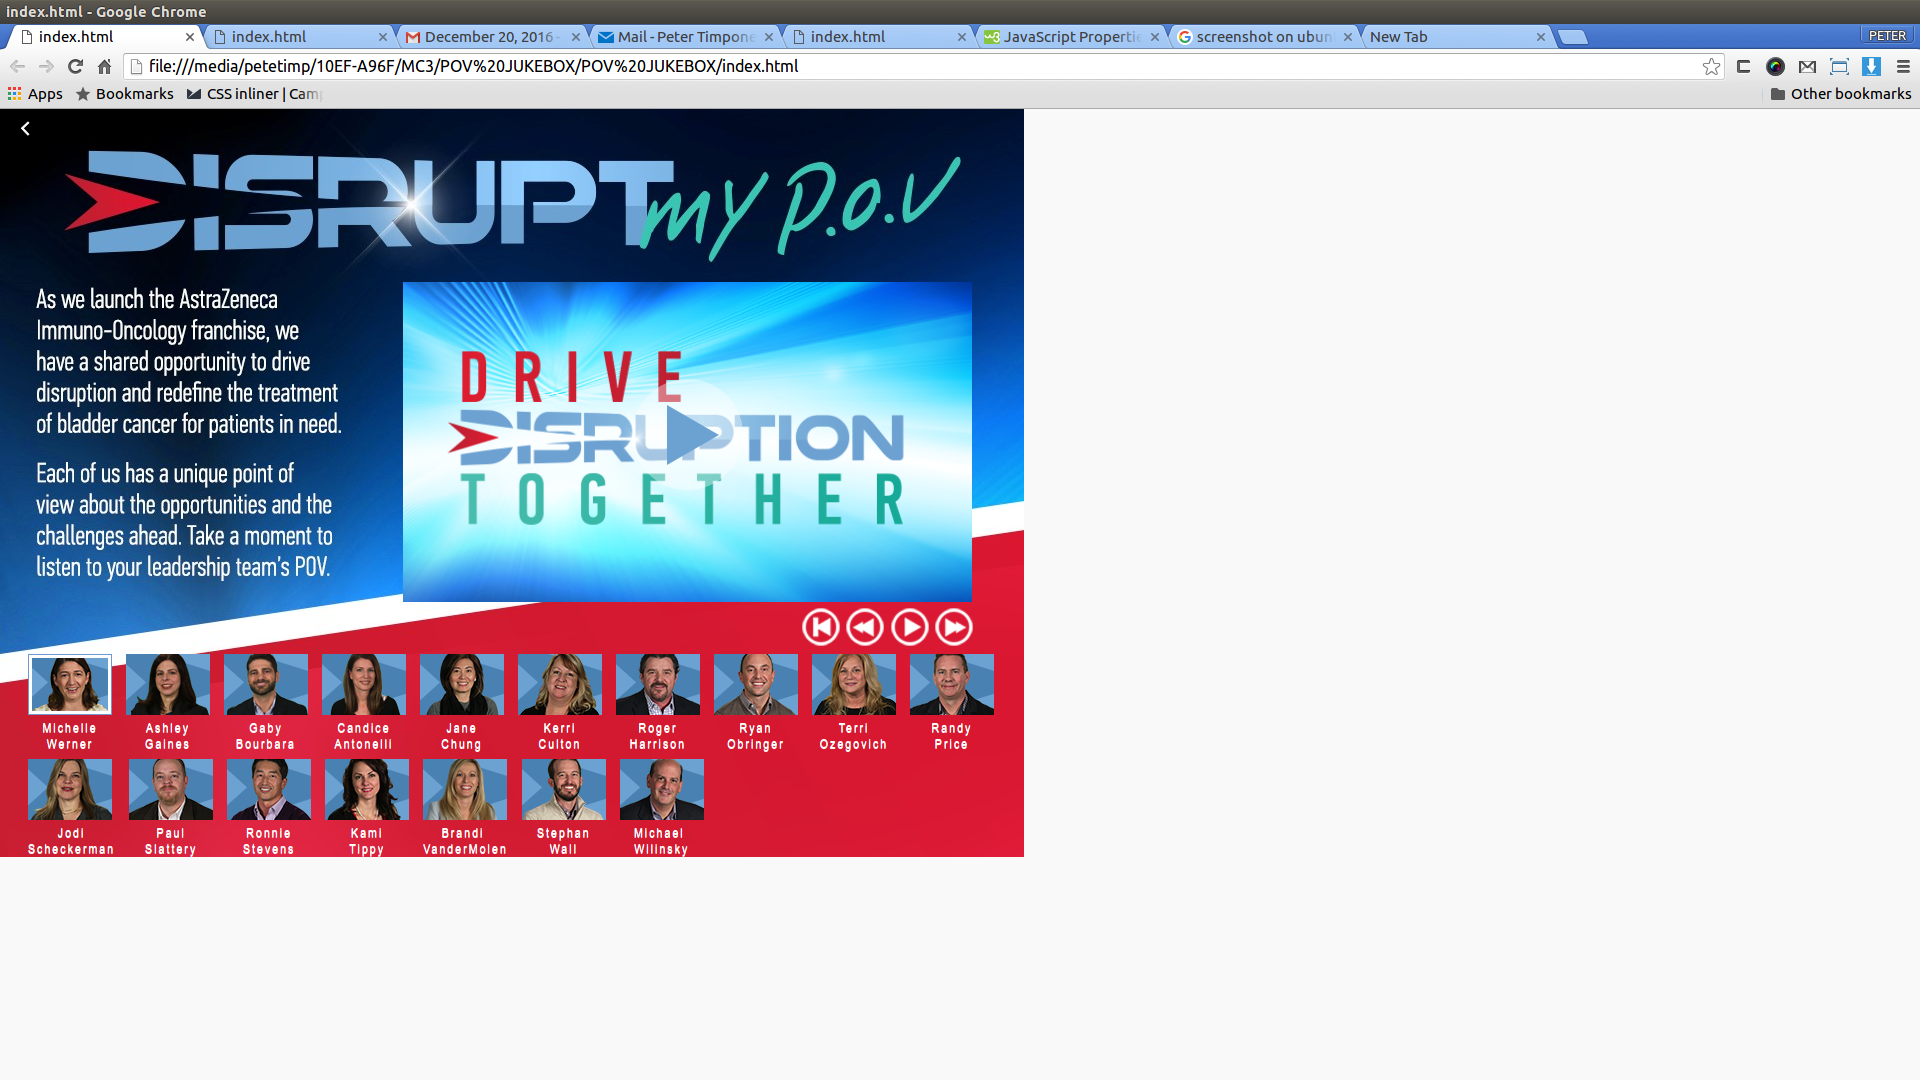 index.html - Google Chrome
index.html
index.html
December 20, 2016 -
Mail - Peter Timpone
index.html
JavaScript Properti
screenshot on ubun
New Tab
PETER
file:///media/petetimp/10EF-A96F/MC3/POV%20JUKEBOX/POV%20JUKEBOX/index.html
Apps
Bookmarks
CSS inliner | Camp
Other bookmarks
DISRUPT my P.O.V
As we launch the AstraZeneca
Immuno-Oncology franchise, we
have a shared opportunity to drive
disruption and redefine the treatment
of bladder cancer for patients in need.
Each of us has a unique point of
view about the opportunities and the
challenges ahead. Take a moment to
listen to your leadership team's POV.
DRIVE
DISRUPTION
TOGETHER
Michelle
Werner
Ashley
Gaines
Gaby
Bourbara
Candice
Antonelli
Jane
Chung
Kerri
Culton
Roger
Harrison
Ryan
Obringer
Terri
Ozegovich
Randy
Price
Jodi
Scheckerman
Paul
Slattery
Ronnie
Stevens
Kami
Tippy
Brandi
VanderMolen
Stephan
Wall
Michael
Wilinsky